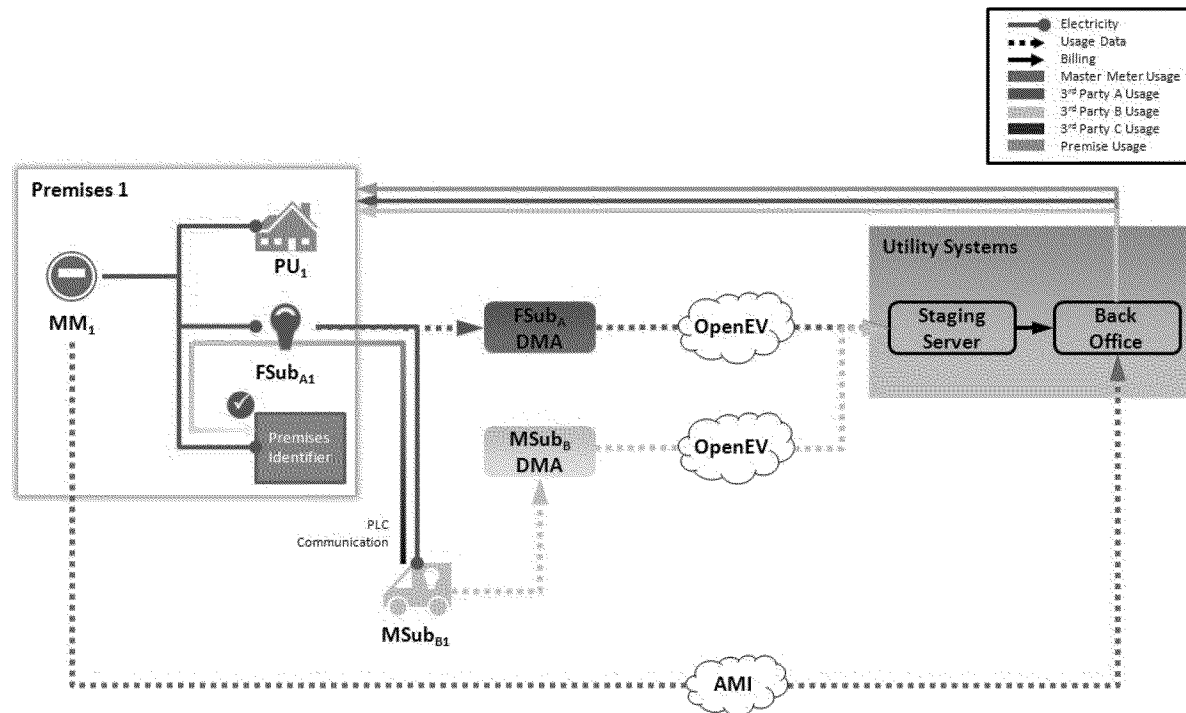 Electricity
Usage Data
Billing
Master Meter Usage
3rd Party A Usage
3rd Party B Usage
3rd Party C Usage
Premise Usage
Premises 1
PU1
MM1
FSubA1
Premises
Identifier
FSubA
DMA
OpenEV
MSubB
DMA
OpenEV
Utility Systems
Staging
Server
Back
Office
PLC
Communication
MSubB1
AMI